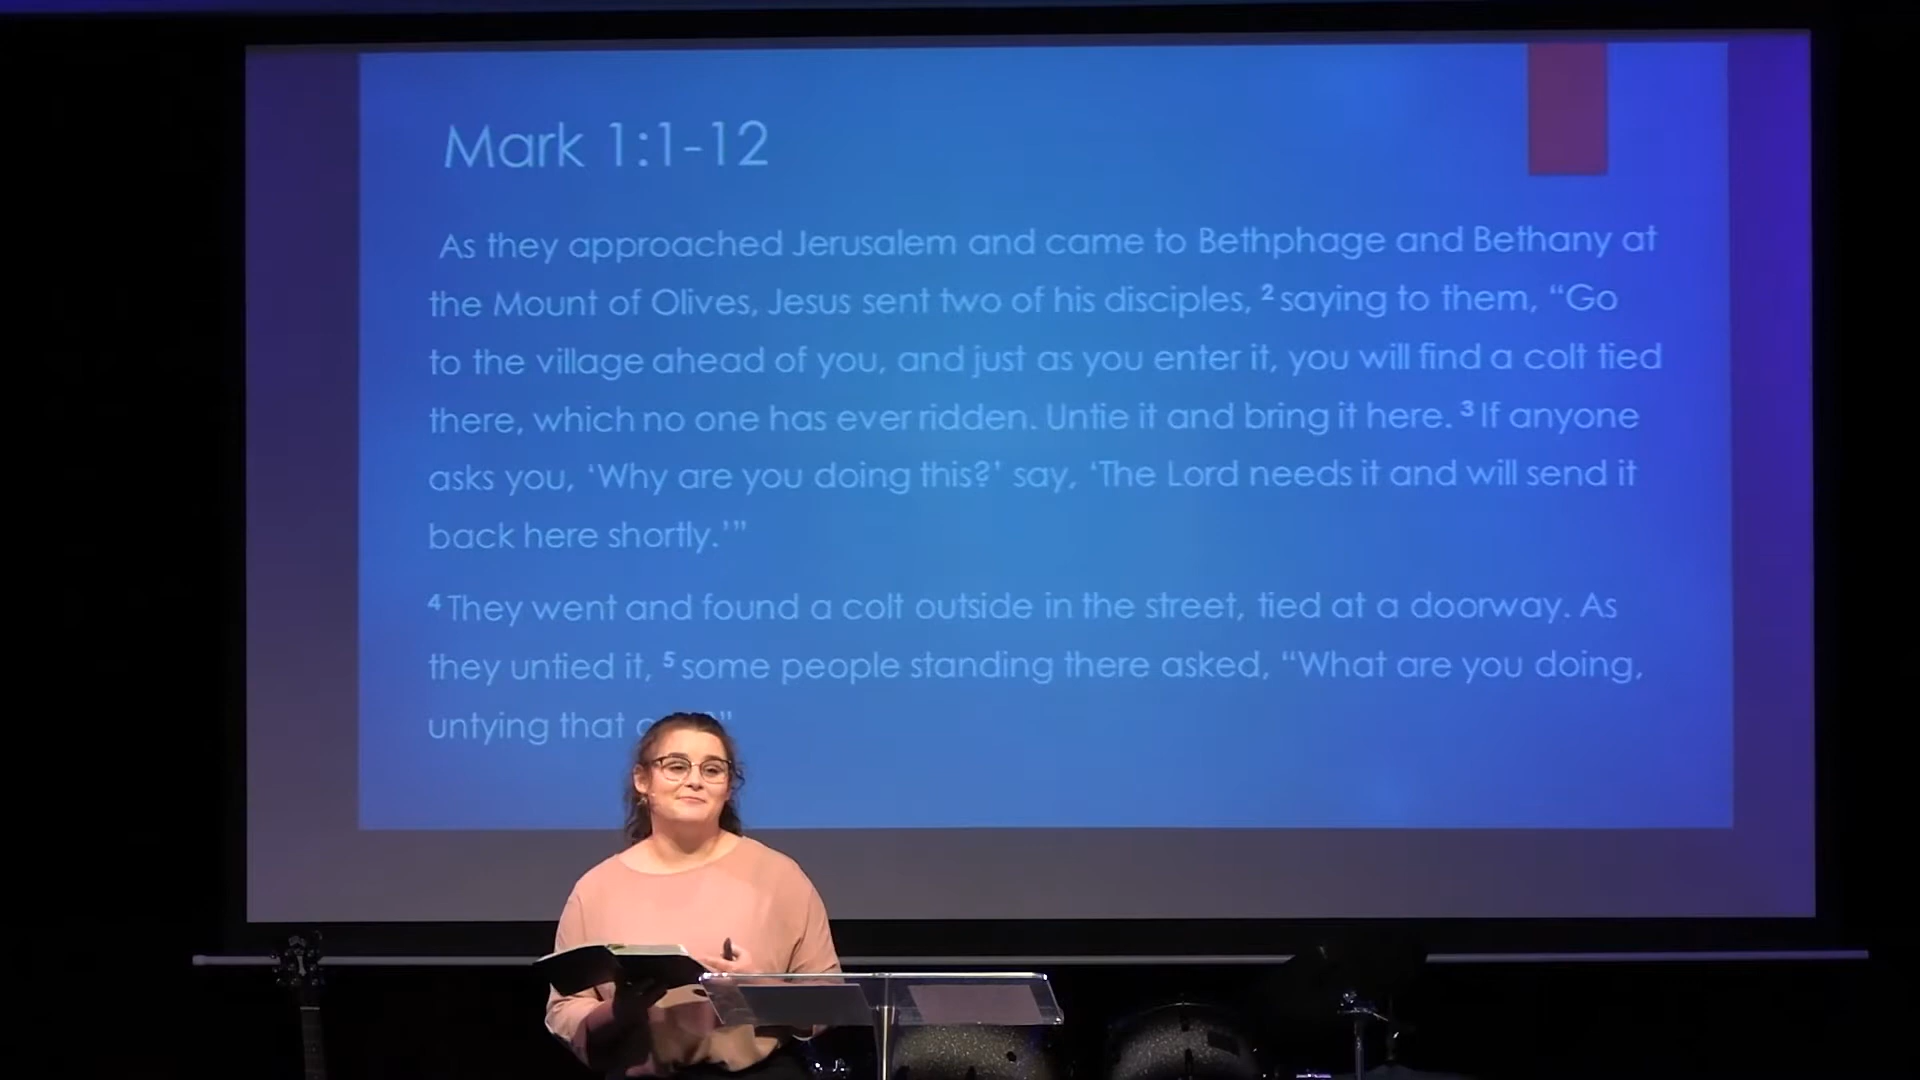 Mark 1:1-12
As they approached Jerusalem and came to Bethphage and Bethany at
the Mount of Olives, Jesus sent two of his disciples, ² saying to them, “Go
to the village ahead of you, and just as you enter it, you will find a colt tied
there, which no one has ever ridden. Untie it and bring it here. ³ If anyone
asks you, ‘Why are you doing this?’ say, ‘The Lord needs it and will send it
back here shortly.’”
⁴ They went and found a colt outside in the street, tied at a doorway. As
they untied it, ⁵ some people standing there asked, “What are you doing,
untying that